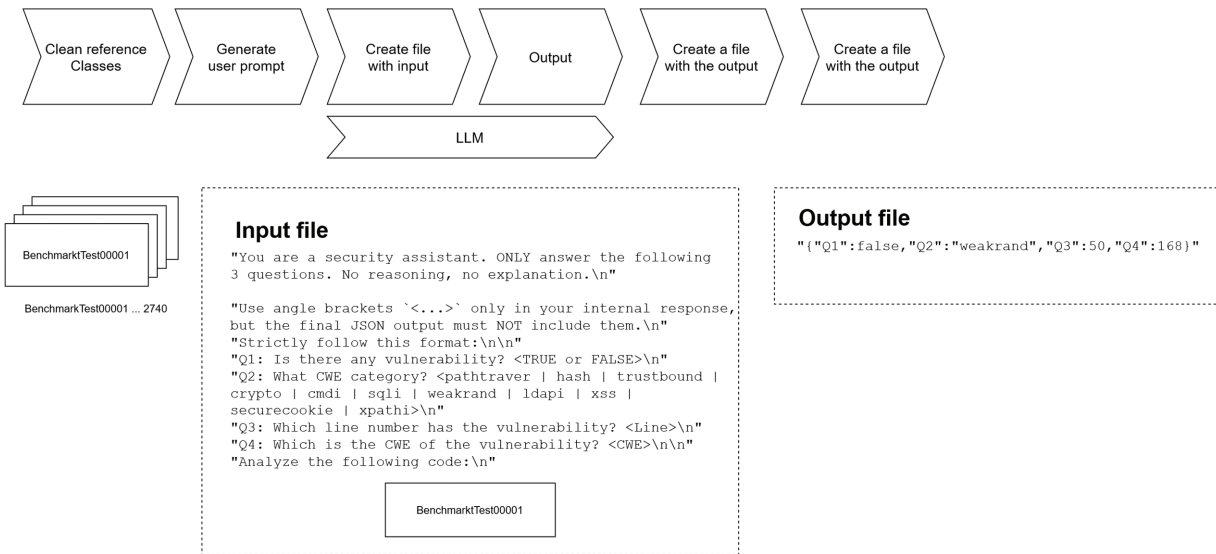 Clean reference
Classes
Generate
user prompt
Create file
with input
Output
Create a file
with the output
Create a file
with the output
LLM
BenchmarktTest00001
BenchmarkTest00001 ... 2740
Input file
"You are a security assistant. ONLY answer the following
3 questions. No reasoning, no explanation.\n"
"Use angle brackets `<...>` only in your internal response,
but the final JSON output must NOT include them.\n"
"Strictly follow this format:\n\n"
"Q1: Is there any vulnerability? <TRUE or FALSE>\n"
"Q2: What CWE category? <pathtraver | hash | trustbound |
crypto | cmdi | sqli | weakrand | ldapi | xss |
securecookie | xpathi>\n"
"Q3: Which line number has the vulnerability? <Line>\n"
"Q4: Which is the CWE of the vulnerability? <CWE>\n\n"
"Analyze the following code:\n"
BenchmarktTest00001
Output file
"{"Q1":false,"Q2":"weakrand","Q3":50,"Q4":168}"